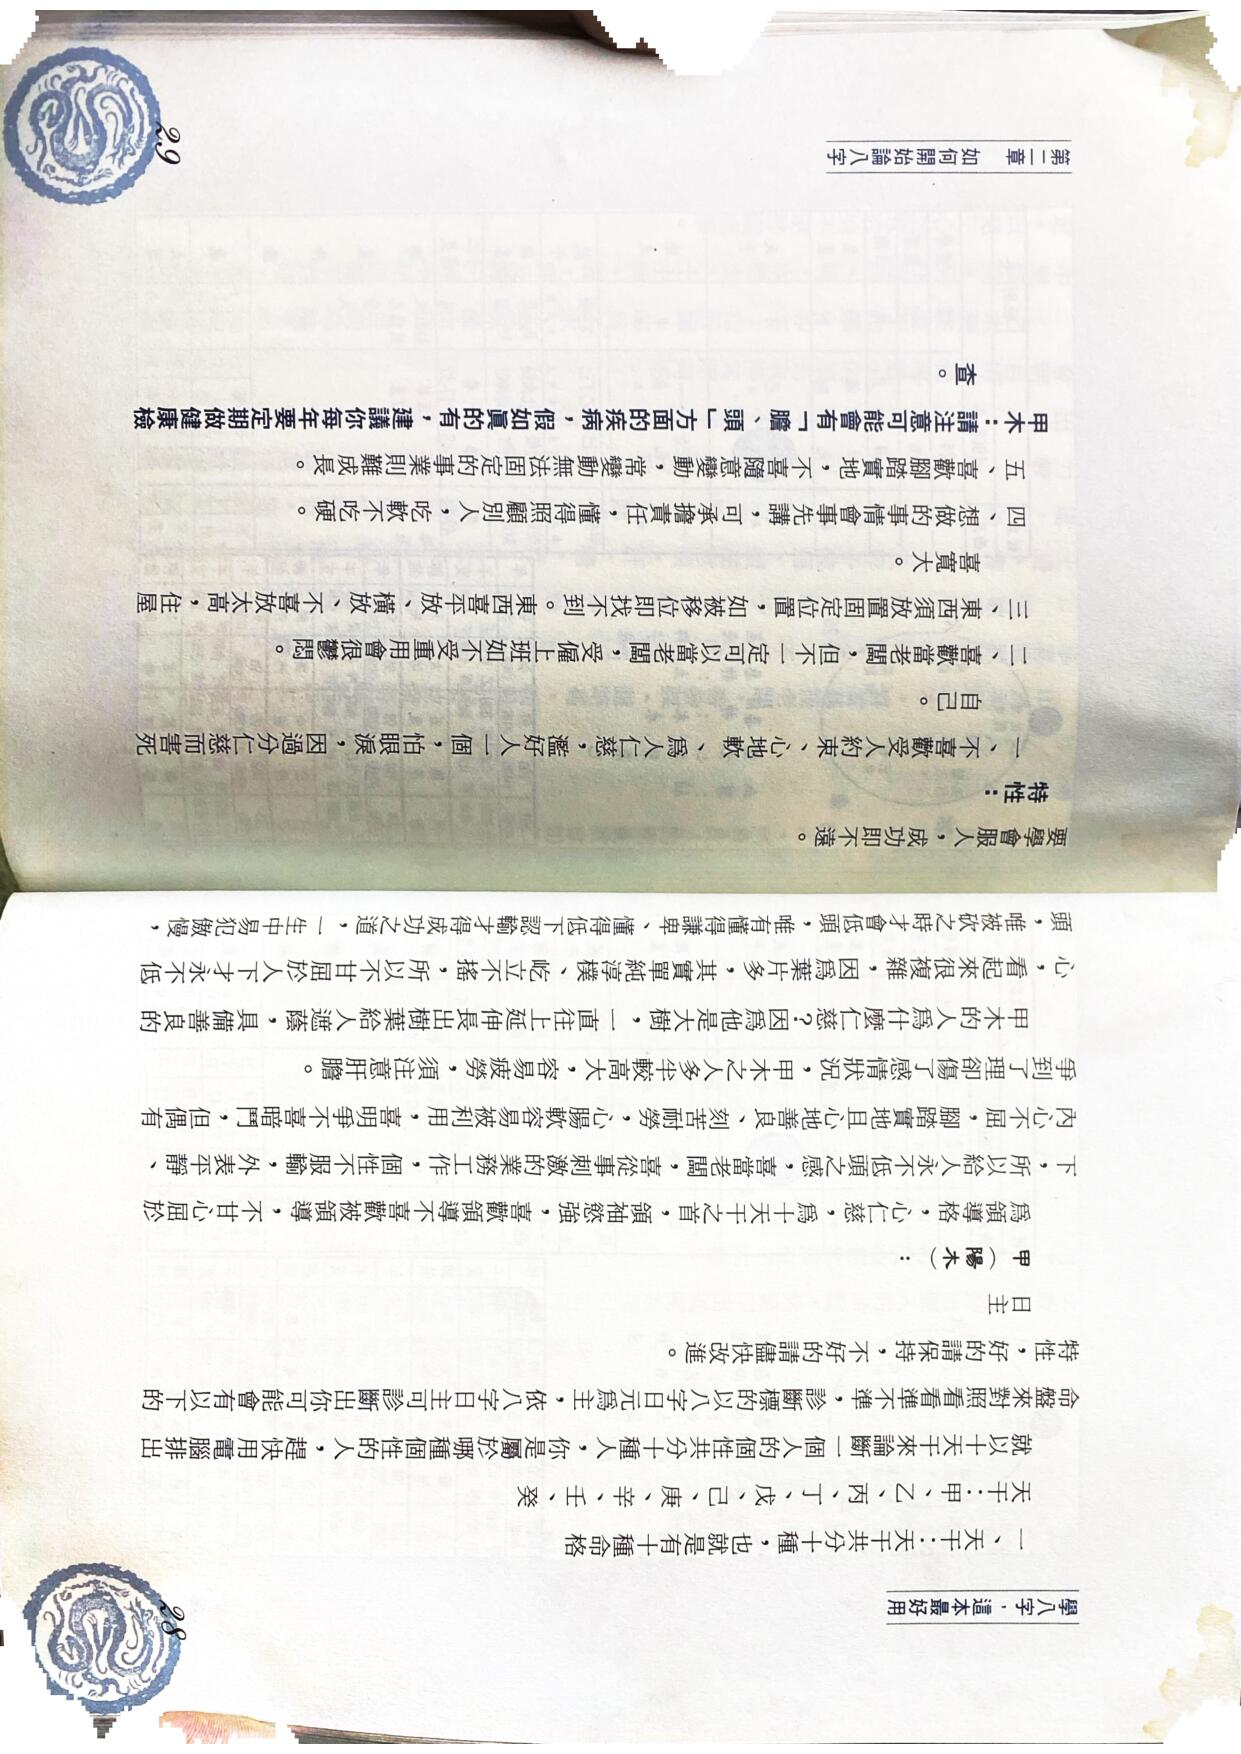 學八字，這本最好用
一、天干：天干共分十種，也就是有十種命格
天干：甲、乙、丙、丁、戊、己、庚、辛、壬、癸
就以十天干來論斷一個人的個性共分十種人，你是屬於哪種個性的人，趕快用電腦排出
命盤來對照看看準不準，診斷標的以八字日元爲主，依八字日主可診斷出你可能會有以下的
特性，好的請保持，不好的請儘快改進。
日主
甲（陽木）：
爲領導格，心仁慈，爲十天干之首，領袖慾強，喜歡領導不喜歡被領導，不甘心屈於
下，所以給人永不低頭之感，喜當老闆，喜從事刺激的業務工作，個性不服輸，外表平靜、
內心不屈，腳踏實地且心地善良、刻苦耐勞，心腸軟容易被利用，喜明爭不喜暗鬥，但偶有
爭到了理卻傷了感情狀況，甲木之人多半較高大，容易疲勞，須注意肝膽。
甲木的人爲什麼仁慈？因爲他是大樹，一直往上延伸長出樹葉給人遮蔭，具備善良的
心，看起來很複雜，因爲葉片多，其實單純淳樸、屹立不搖，所以不甘屈於人下才永不低
頭，唯被砍之時才會低頭，唯有懂得謙卑、懂得低下認輸才得成功之道，一生中易犯傲慢，
28
要學會服人，成功即不遠。
特性：
一、不喜歡受人約束、心地軟、爲人仁慈，濫好人一個，怕眼淚，因過分仁慈而害死
自己。
二、喜歡當老闆，但不一定可以當老闆，受僱上班如不受重用會很鬱悶。
三、東西須放置固定位置，如被移位即找不到。東西喜平放、橫放、不喜放太高，住屋
喜寬大。
四、想做的事情會事先講，可承擔責任，懂得照顧別人，吃軟不吃硬。
五、喜歡腳踏實地，不喜隨意變動，常變動無法固定的事業則難成長。
甲木：請注意可能會有「膽、頭」方面的疾病，假如眞的有，建議你每年要定期做健康檢
查。
第二章　如何開始論八字
29